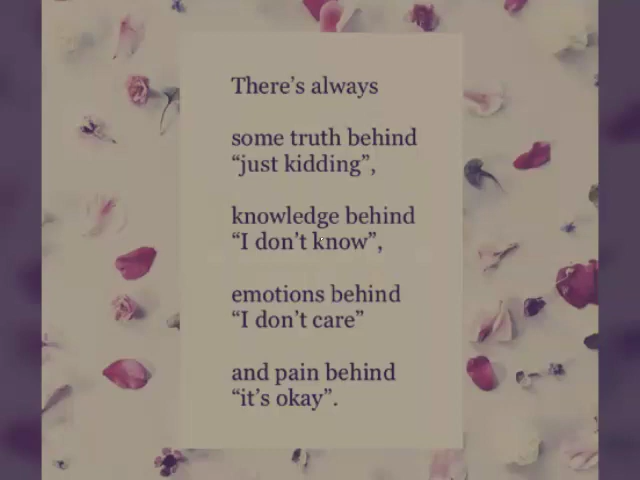 There’s always
some truth behind
“just kidding”,
knowledge behind
“I don’t know”,
emotions behind
“I don’t care”
and pain behind
“it’s okay”.